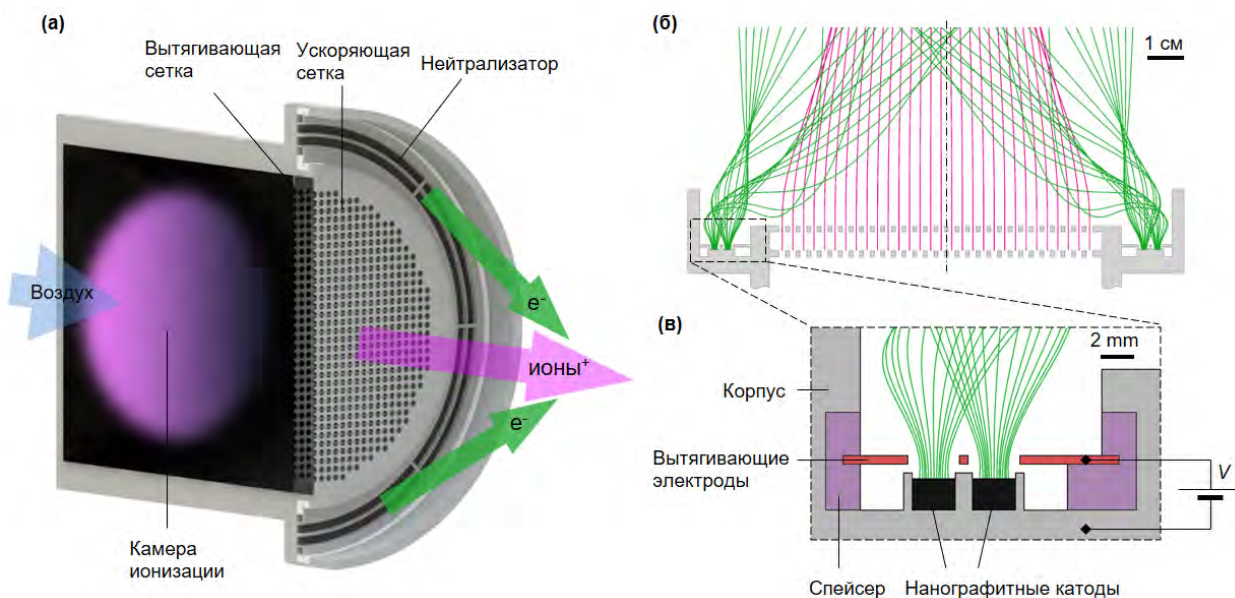 (а)
Вытягивающая
сетка
Ускоряющая
сетка
Нейтрализатор
Воздух
e-
ионы+
e-
Камера
ионизации
(б)
1 см
(в)
2 mm
Корпус
Вытягивающие
электроды
V
Спейсер
Нанографитные катоды